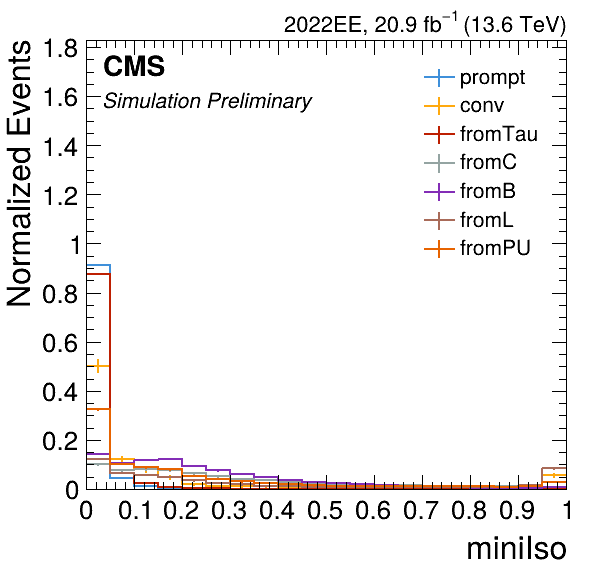 2022EE, 20.9 fb⁻¹ (13.6 TeV)
CMS
Simulation Preliminary
prompt
conv
fromTau
fromC
fromB
fromL
fromPU
Normalized Events
1.8
1.6
1.4
1.2
1
0.8
0.6
0.4
0.2
0
0 0.1 0.2 0.3 0.4 0.5 0.6 0.7 0.8 0.9 1
miniIso